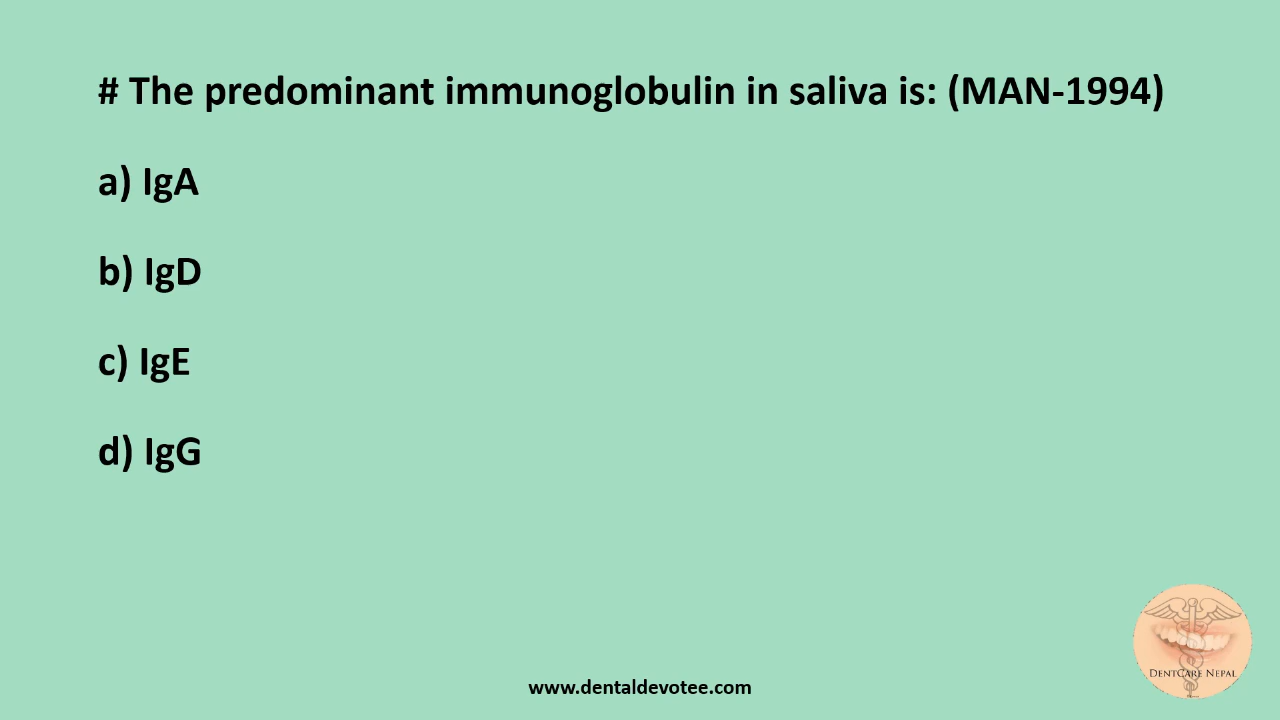 # The predominant immunoglobulin in saliva is: (MAN-1994)
a) IgA
b) IgD
c) IgE
d) IgG
DentCare Nepal
www.dentaldevotee.com